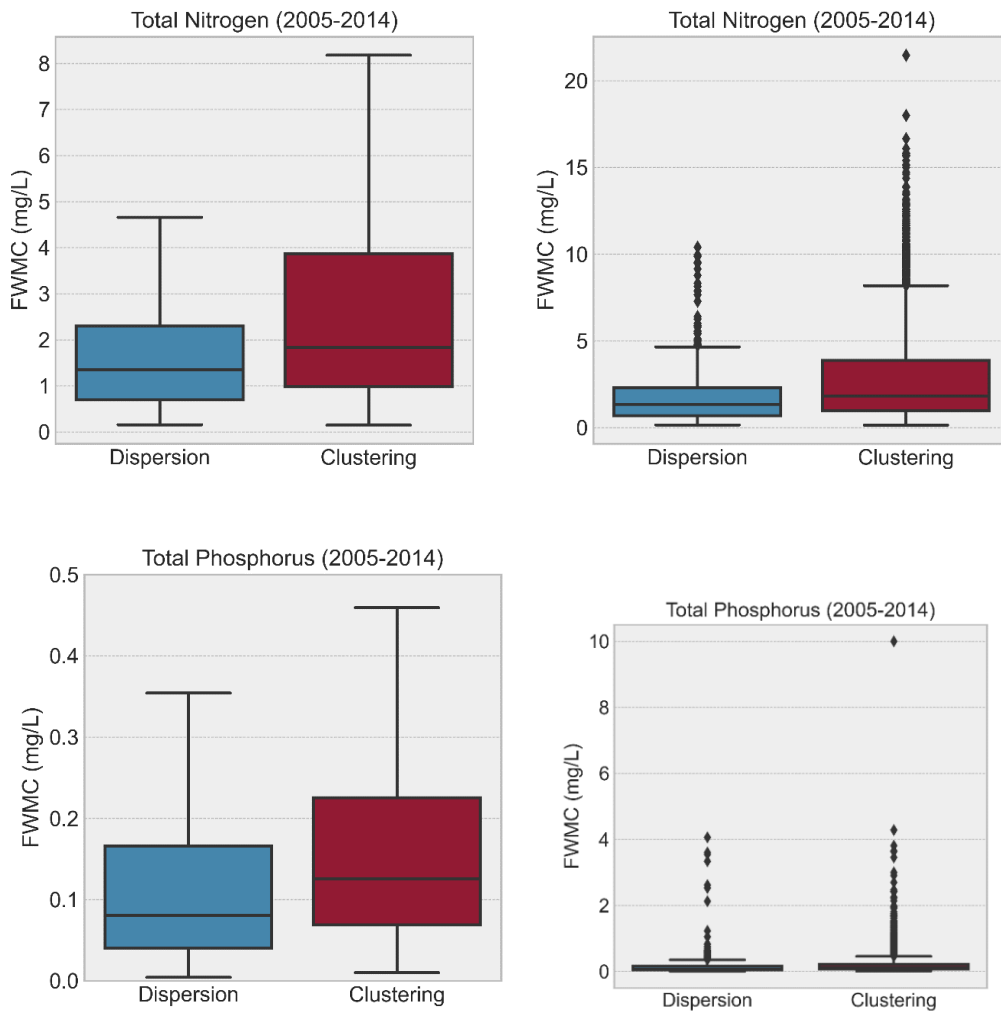 Total Nitrogen (2005-2014)
FWMC (mg/L)
8
7
6
5
4
3
2
1
0
Dispersion Clustering
Total Nitrogen (2005-2014)
FWMC (mg/L)
20
15
10
5
0
Dispersion Clustering
Total Phosphorus (2005-2014)
FWMC (mg/L)
0.5
0.4
0.3
0.2
0.1
0.0
Dispersion Clustering
Total Phosphorus (2005-2014)
FWMC (mg/L)
10
8
6
4
2
0
Dispersion Clustering